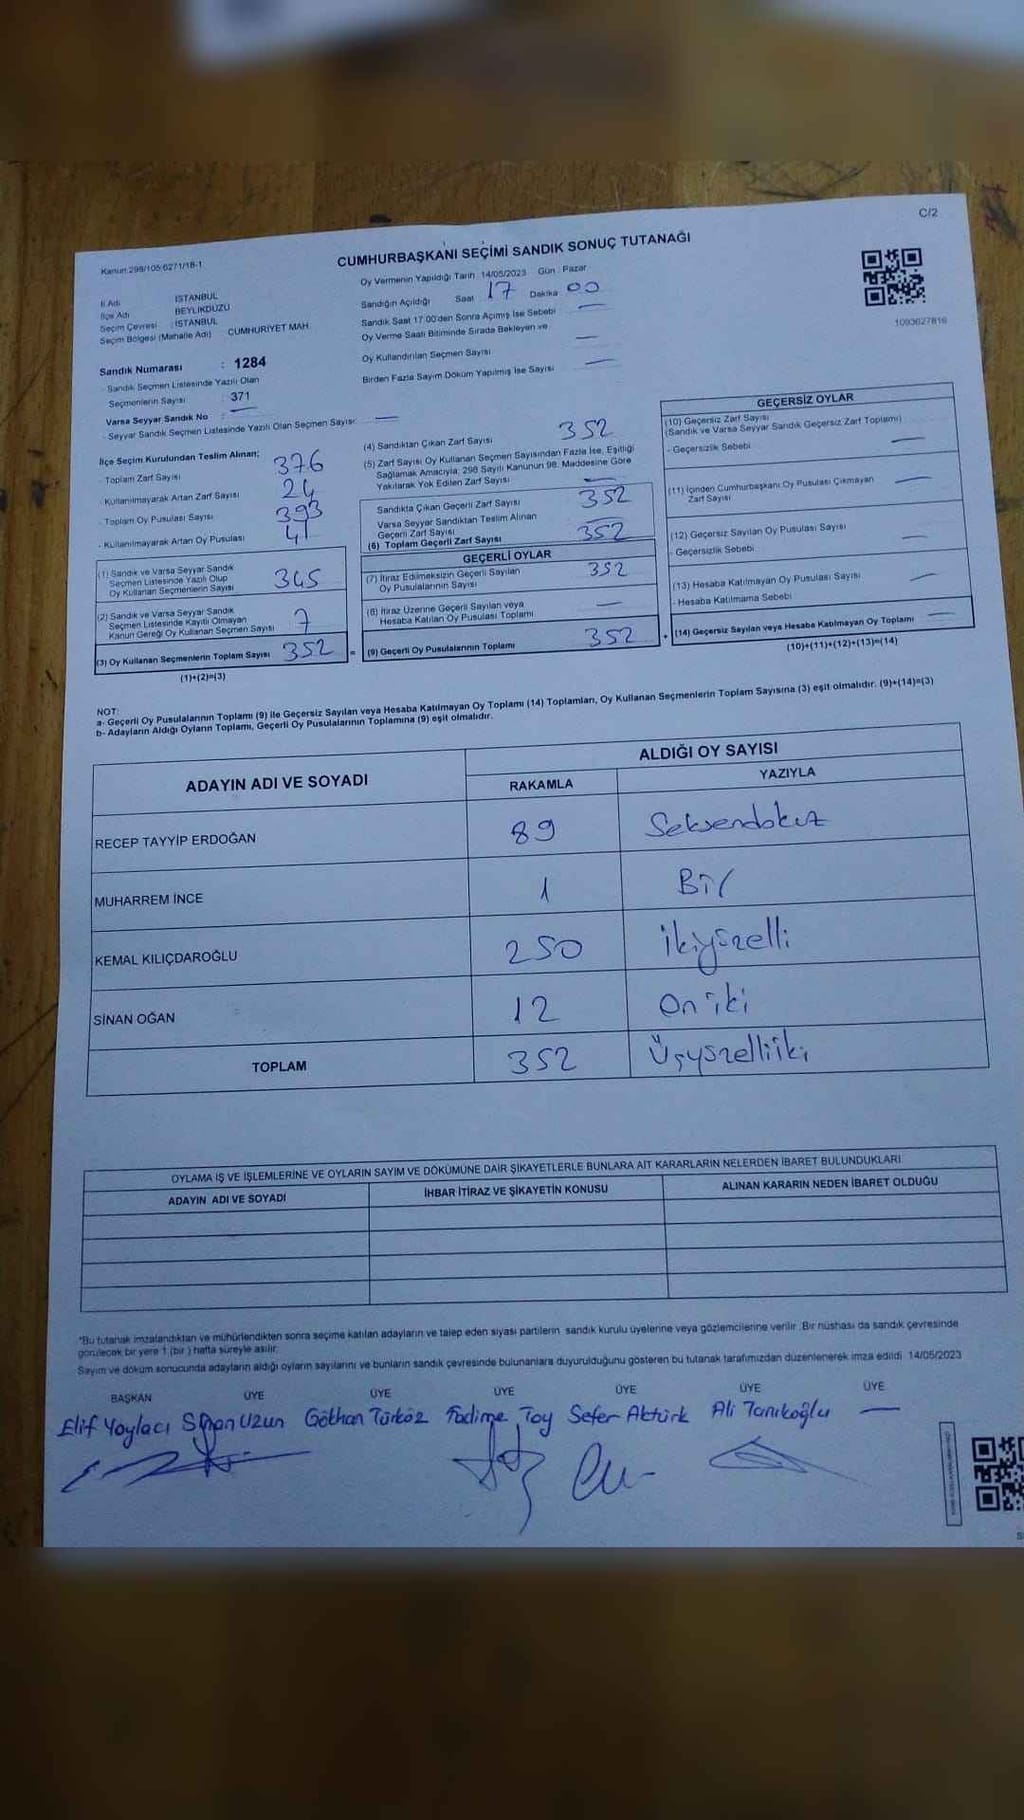 C/2
Kanun:298/105;6271/18-1
CUMHURBAŞKANI SEÇİMİ SANDIK SONUÇ TUTANAĞI
İl Adı : İSTANBUL
İlçe Adı BEYLİKDÜZÜ
Seçim Çevresi : İSTANBUL
Seçim Bölgesi (Mahalle Adı) CUMHURİYET MAH.
Sandık Numarası : 1284
- Sandık Seçmen Listesinde Yazılı Olan
Seçmenlerin Sayısı : 371
Varsa Seyyar Sandık No : —
- Seyyar Sandık Seçmen Listesinde Yazılı Olan Seçmen Sayısı: —
Oy Vermenin Yapıldığı Tarih 14/05/2023 Gün : Pazar
Sandığın Açıldığı Saat 17 Dakika 00
Sandık Saat 17:00'den Sonra Açımış İse Sebebi —
Oy Verme Saati Bitiminde Sırada Bekleyen ve
Oy Kullandırılan Seçmen Sayısı —
Birden Fazla Sayım Döküm Yapılmış İse Sayısı —
1093627816
İlçe Seçim Kurulundan Teslim Alınan;
- Toplam Zarf Sayısı 376
- Kullanılmayarak Artan Zarf Sayısı 24
- Toplam Oy Pusulası Sayısı 393
- Kullanılmayarak Artan Oy Pusulası 41
(1) Sandık ve Varsa Seyyar Sandık
Seçmen Listesinde Yazılı Olup
Oy Kullanan Seçmenlerin Sayısı 345
(2) Sandık ve Varsa Seyyar Sandık
Seçmen Listesinde Kayıtlı Olmayan
Kanun Gereği Oy Kullanan Seçmen Sayısı 7
(3) Oy Kullanan Seçmenlerin Toplam Sayısı 352 =
(1)+(2)=(3)
(4) Sandıktan Çıkan Zarf Sayısı 352
(5) Zarf Sayısı Oy Kullanan Seçmen Sayısından Fazla İse, Eşitliği
Sağlamak Amacıyla; 298 Sayılı Kanunun 98. Maddesine Göre
Yakılarak Yok Edilen Zarf Sayısı —
Sandıkta Çıkan Geçerli Zarf Sayısı 352
Varsa Seyyar Sandıktan Teslim Alınan
Geçerli Zarf Sayısı —
(6) Toplam Geçerli Zarf Sayısı 352
GEÇERLİ OYLAR
(7) İtiraz Edilmeksizin Geçerli Sayılan
Oy Pusulalarının Sayısı 352
(8) İtiraz Üzerine Geçerli Sayılan veya
Hesaba Katılan Oy Pusulası Toplamı —
(9) Geçerli Oy Pusulalarının Toplamı 352 +
GEÇERSİZ OYLAR
(10) Geçersiz Zarf Sayısı
(Sandık ve Varsa Seyyar Sandık Geçersiz Zarf Toplamı)
- Geçersizlik Sebebi —
(11) İçinden Cumhurbaşkanı Oy Pusulası Çıkmayan
Zarf Sayısı —
(12) Geçersiz Sayılan Oy Pusulası Sayısı —
- Geçersizlik Sebebi
(13) Hesaba Katılmayan Oy Pusulası Sayısı —
- Hesaba Katılmama Sebebi
(14) Geçersiz Sayılan veya Hesaba Katılmayan Oy Toplamı —
(10)+(11)+(12)+(13)=(14)
NOT:
a- Geçerli Oy Pusulalarının Toplamı (9) ile Geçersiz Sayılan veya Hesaba Katılmayan Oy Toplamı (14) Toplamları, Oy Kullanan Seçmenlerin Toplam Sayısına (3) eşit olmalıdır. (9)+(14)=(3)
b- Adayların Aldığı Oyların Toplamı, Geçerli Oy Pusulalarının Toplamına (9) eşit olmalıdır.
ADAYIN ADI VE SOYADI ALDIĞI OY SAYISI
RAKAMLA YAZIYLA
RECEP TAYYİP ERDOĞAN 89 Seksendokuz
MUHARREM İNCE 1 Bir
KEMAL KILIÇDAROĞLU 250 ikiyüzelli
SİNAN OĞAN 12 On iki
TOPLAM 352 Üçyüzelliiki
OYLAMA İŞ VE İŞLEMLERİNE VE OYLARIN SAYIM VE DÖKÜMÜNE DAİR ŞİKAYETLERLE BUNLARA AİT KARARLARIN NELERDEN İBARET BULUNDUKLARI
ADAYIN ADI VE SOYADI İHBAR İTİRAZ VE ŞİKAYETİN KONUSU ALINAN KARARIN NEDEN İBARET OLDUĞU
*Bu tutanak imzalandıktan ve mühürlendikten sonra seçime katılan adayların ve talep eden siyasi partilerin sandık kurulu üyelerine veya gözlemcilerine verilir. Bir nüshası da sandık çevresinde
görülecek bir yere 1 (bir) hafta süreyle asılır.
Sayım ve döküm sonucunda adayların aldığı oyların sayılarını ve bunların sandık çevresinde bulunanlara duyurulduğunu gösteren bu tutanak tarafımızdan düzenlenerek imza edildi. 14/05/2023
BAŞKAN ÜYE ÜYE ÜYE ÜYE ÜYE ÜYE
Elif Yaylacı Sinan Uzun Gökhan Türköz Fadime Toy Sefer Aktürk Ali Tanıkoğlu —